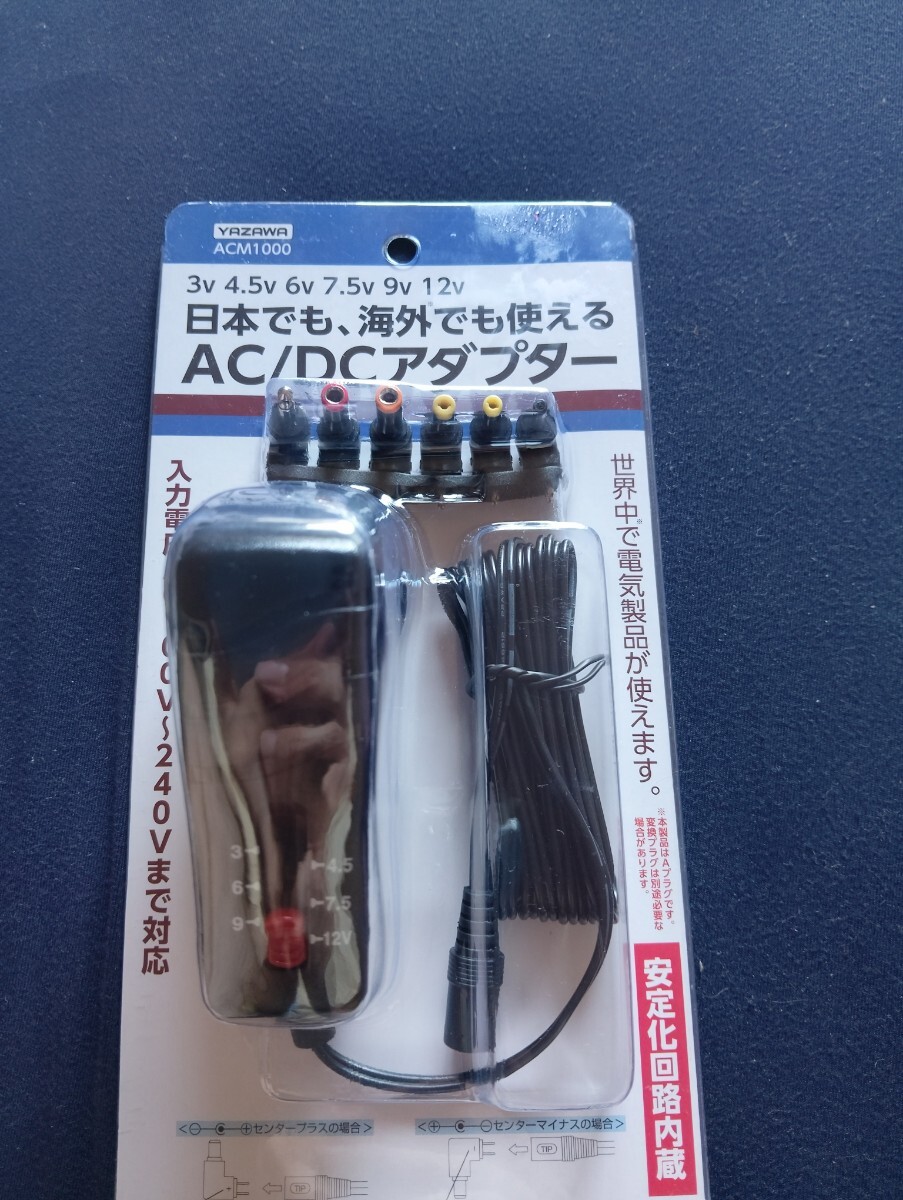 YAZAWA
ACM1000
3V 4.5V 6V 7.5V 9V 12V
日本でも、海外※でも使える
AC/DCアダプター
入力電
00V～240Vまで対応
世界中※で電気製品が使えます。
※本製品はAプラグです。
変換プラグは別途必要な
場合があります。
安定化回路内蔵
3
4.5
6
7.5
9
12V
<⊖ ⊕センタープラスの場合>
<⊕ ⊖センターマイナスの場合>
TIP
TIP